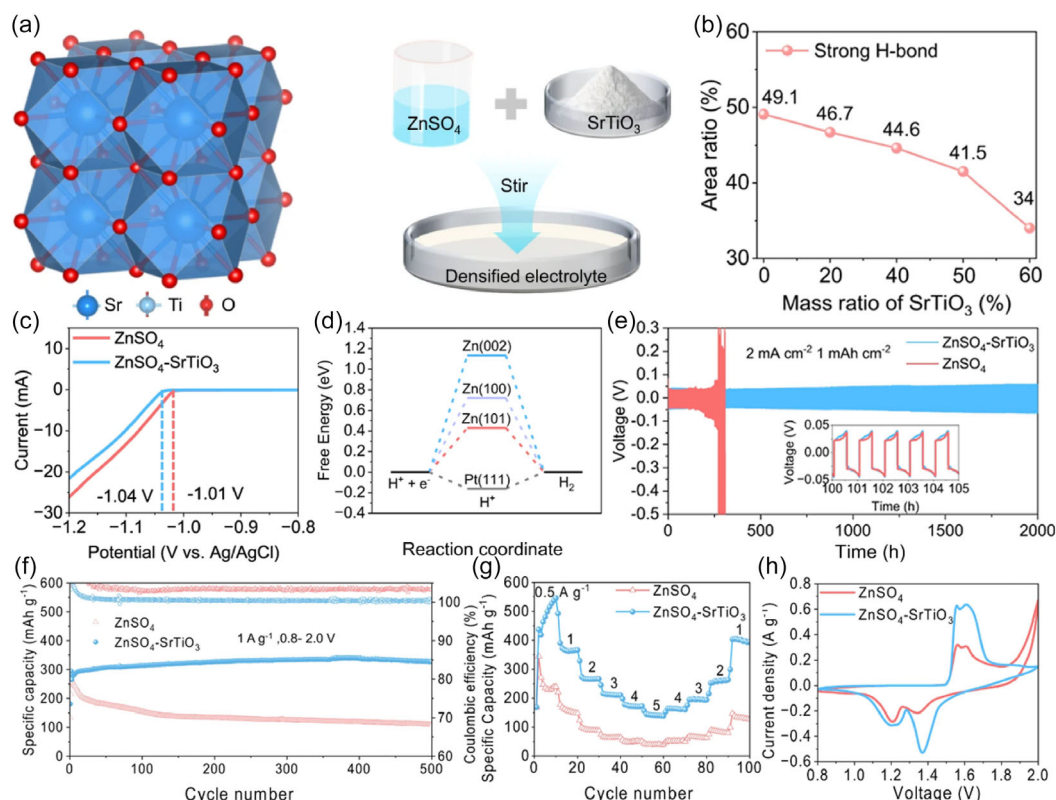 (a)
ZnSO₄
SrTiO₃
Stir
Densified electrolyte
Sr Ti O
(b)
Area ratio (%)
60
50
40
30
Strong H-bond
49.1
46.7
44.6
41.5
34
0 20 40 50 60
Mass ratio of SrTiO₃ (%)
(c)
ZnSO₄
ZnSO₄-SrTiO₃
Current (mA)
10
0
-10
-20
-30
-1.04 V
-1.01 V
-1.2 -1.1 -1.0 -0.9 -0.8
Potential (V vs. Ag/AgCl)
(d)
Free Energy (eV)
1.4
1.2
1.0
0.8
0.6
0.4
0.2
0.0
-0.2
-0.4
Zn(002)
Zn(100)
Zn(101)
Pt(111)
H⁺ + e⁻
H⁺
H₂
Reaction coordinate
(e)
Voltage (V)
0.3
0.2
0.1
0.0
-0.1
-0.2
-0.3
-0.4
-0.5
2 mA cm⁻² 1 mAh cm⁻²
ZnSO₄-SrTiO₃
ZnSO₄
Voltage (V)
0.05
0.00
-0.05
100 101 102 103 104 105
Time (h)
0 500 750 1000 1250 1500 2000
Time (h)
(f)
Specific capacity (mAh g⁻¹)
600
500
400
300
200
100
0
ZnSO₄
ZnSO₄-SrTiO₃
1 A g⁻¹ ,0.8- 2.0 V
100
90
80
70
60
Coulombic efficiency (%)
0 100 200 300 400 500
Cycle number
(g)
Specific Capacity (mAh g⁻¹)
600
500
400
300
200
100
0
0.5 A g⁻¹
ZnSO₄
ZnSO₄-SrTiO₃
1
2
3
4
5
4
3
2
1
0 20 40 60 80 100
Cycle number
(h)
Current density (A g⁻¹)
0.8
0.6
0.4
0.2
0.0
-0.2
-0.4
-0.6
ZnSO₄
ZnSO₄-SrTiO₃
0.8 1.0 1.2 1.4 1.6 1.8 2.0
Voltage (V)